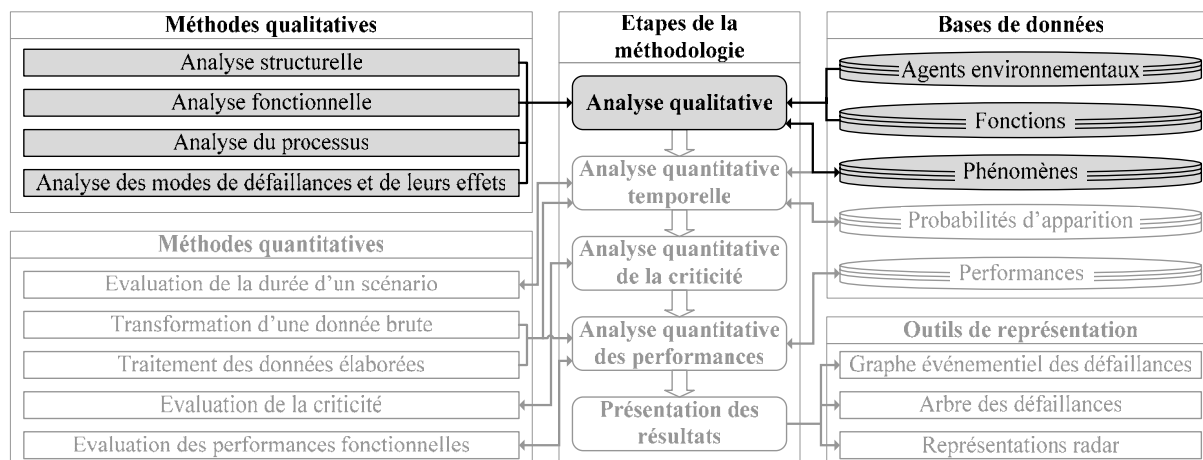 Méthodes qualitatives
Analyse structurelle
Analyse fonctionnelle
Analyse du processus
Analyse des modes de défaillances et de leurs effets
Méthodes quantitatives
Evaluation de la durée d'un scénario
Transformation d'une donnée brute
Traitement des données élaborées
Evaluation de la criticité
Evaluation des performances fonctionnelles
Etapes de la
méthodologie
Analyse qualitative
Analyse quantitative
temporelle
Analyse quantitative
de la criticité
Analyse quantitative
des performances
Présentation des
résultats
Bases de données
Agents environnementaux
Fonctions
Phénomènes
Probabilités d'apparition
Performances
Outils de représentation
Graphe événementiel des défaillances
Arbre des défaillances
Représentations radar